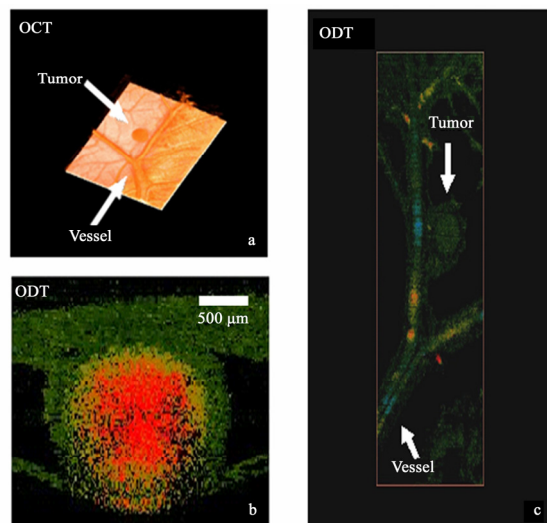 OCT
Tumor
Vessel
a
ODT
500 µm
b
ODT
Tumor
Vessel
c